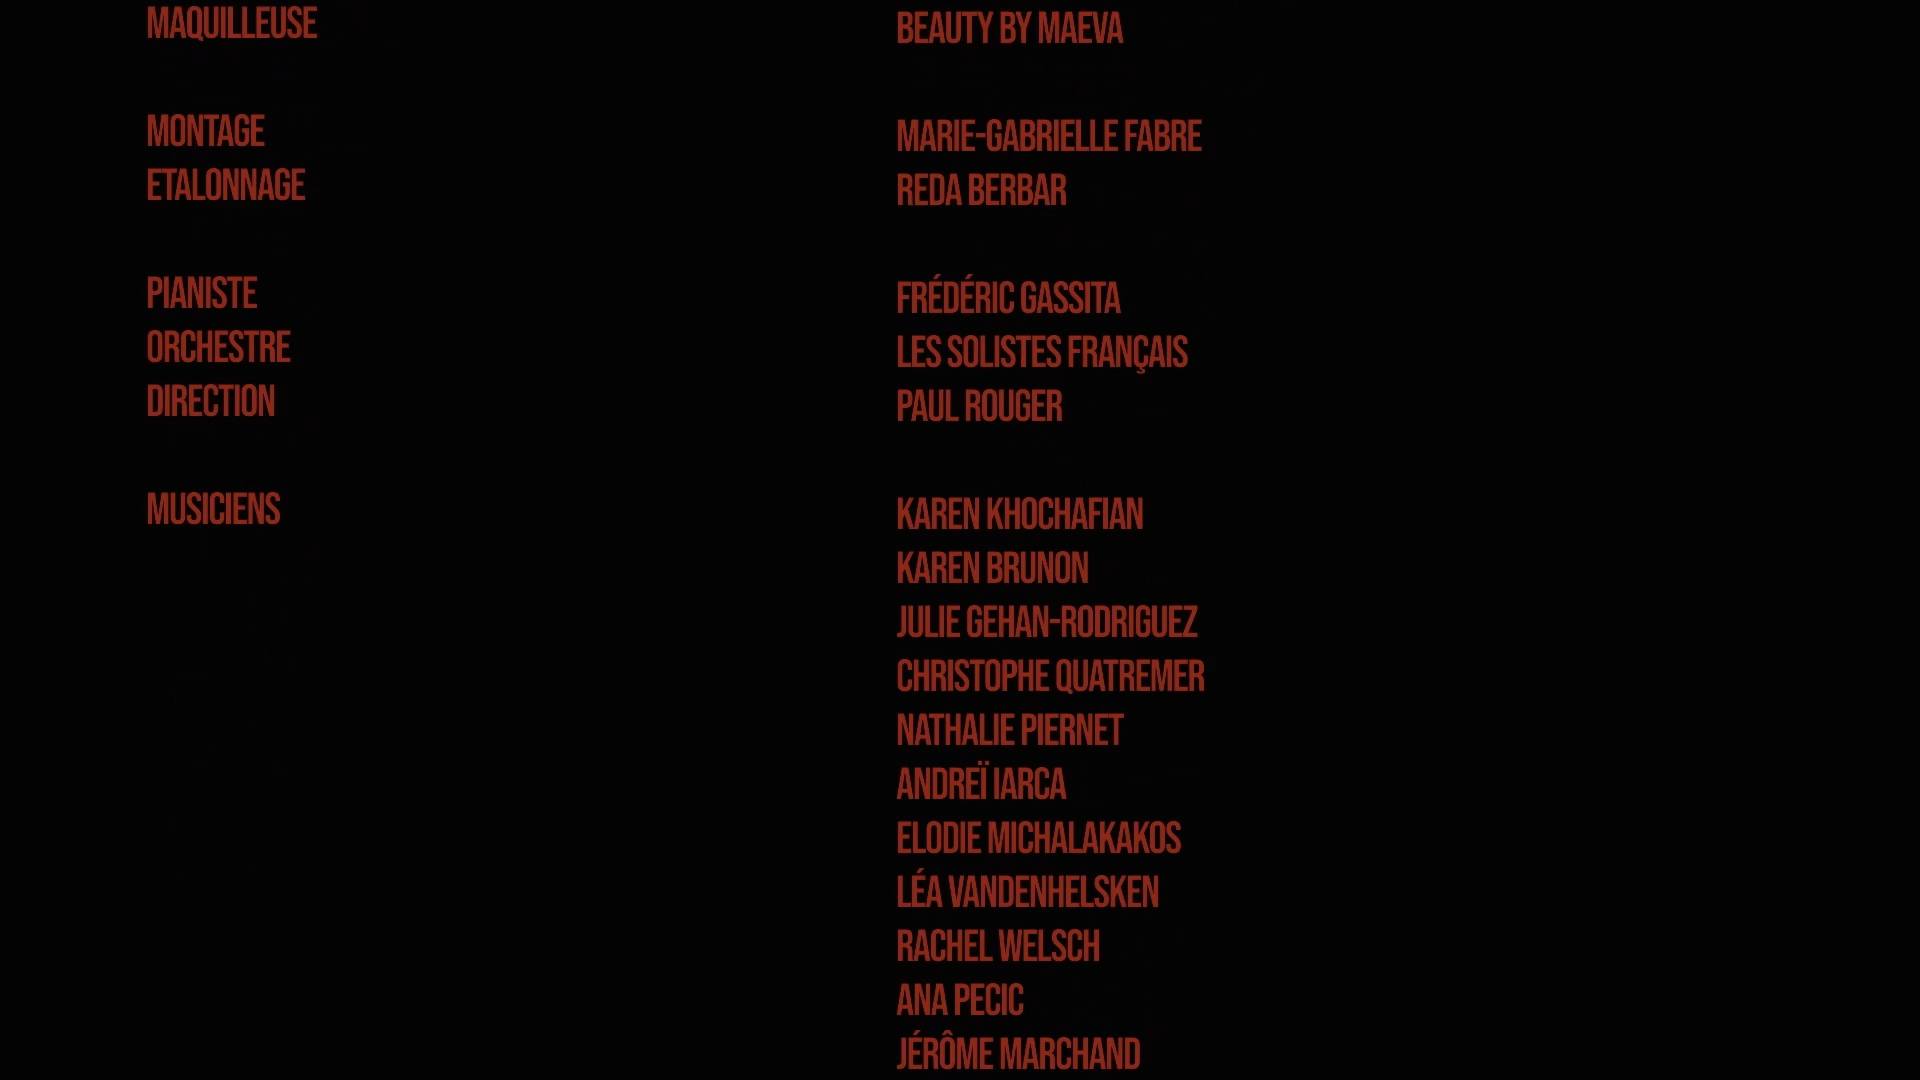 MAQUILLEUSE BEAUTY BY MAEVA
MONTAGE MARIE-GABRIELLE FABRE
ETALONNAGE REDA BERBAR
PIANISTE FRÉDÉRIC GASSITA
ORCHESTRE LES SOLISTES FRANÇAIS
DIRECTION PAUL ROUGER
MUSICIENS KAREN KHOCHAFIAN
KAREN BRUNON
JULIE GEHAN-RODRIGUEZ
CHRISTOPHE QUATREMER
NATHALIE PIERNET
ANDREÏ IARCA
ELODIE MICHALAKAKOS
LÉA VANDENHELSKEN
RACHEL WELSCH
ANA PECIC
JÉRÔME MARCHAND